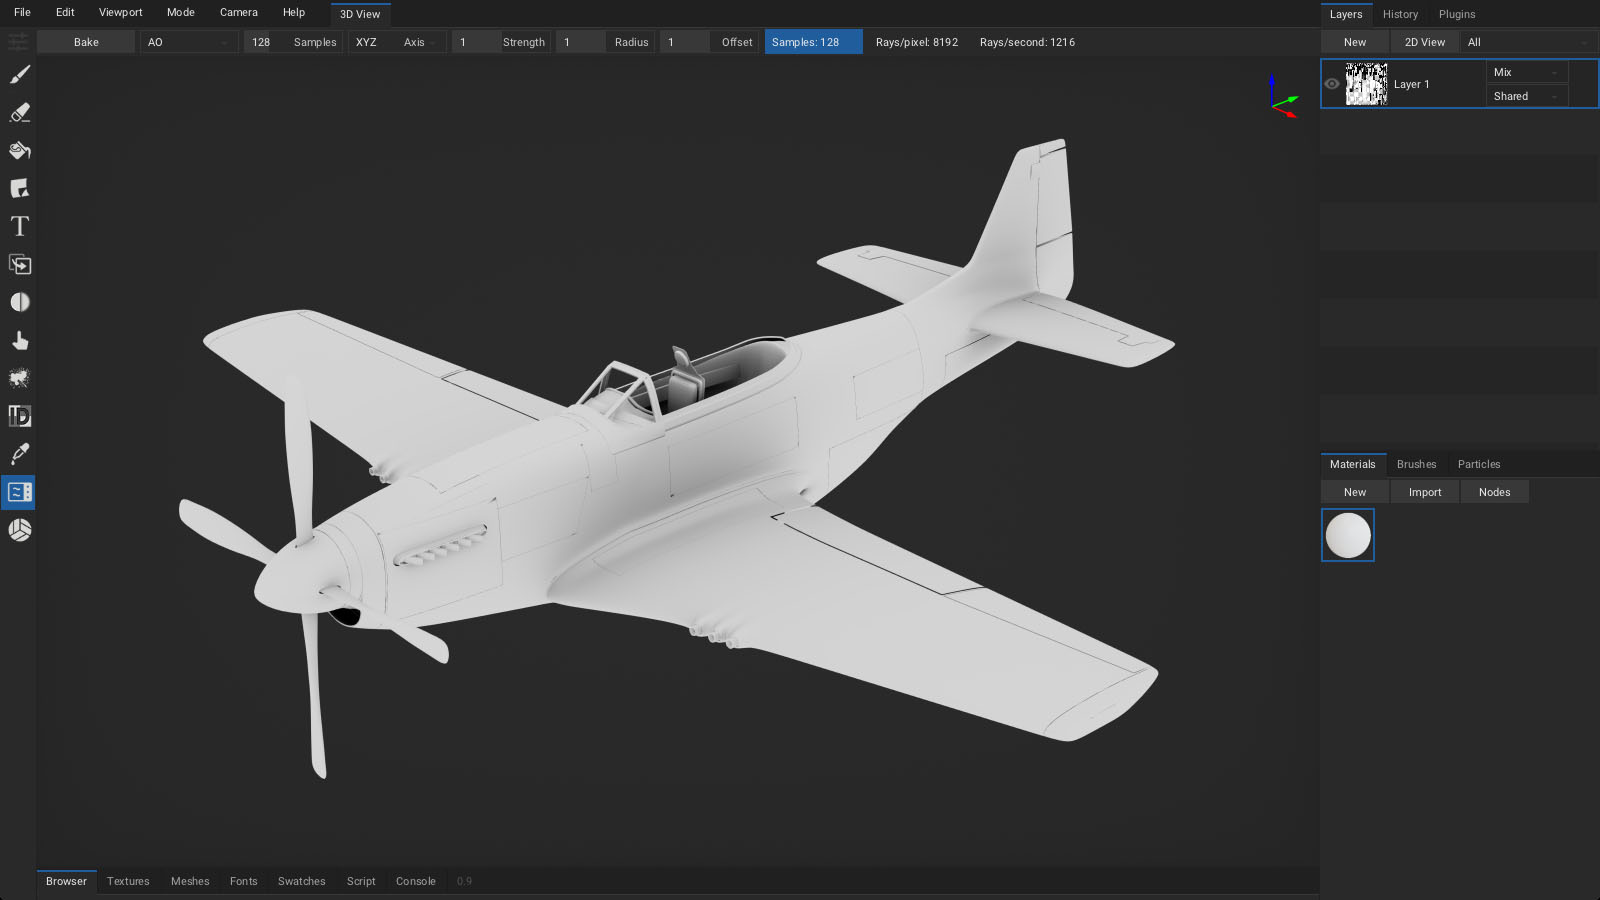 File Edit Viewport Mode Camera Help 3D View
Bake AO 128 Samples XYZ Axis 1 Strength 1 Radius 1 Offset Samples: 128 Rays/pixel: 8192 Rays/second: 1216
T
ID
Layers History Plugins
New 2D View All
Layer 1 Mix
Shared
Materials Brushes Particles
New Import Nodes
Browser Textures Meshes Fonts Swatches Script Console 0.9